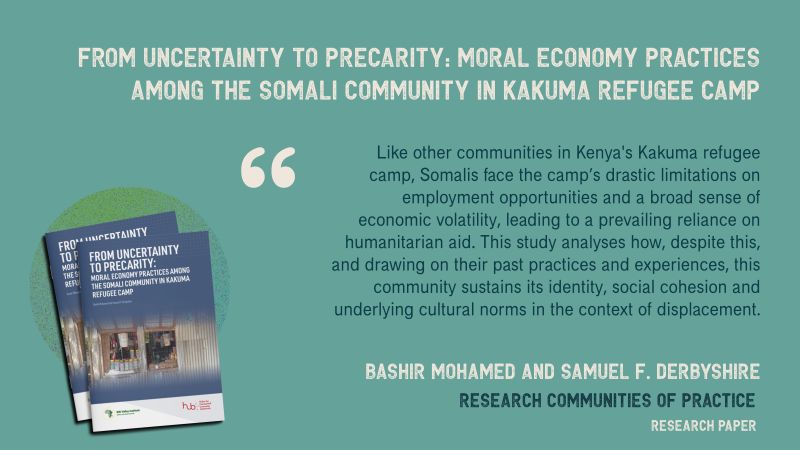 FROM UNCERTAINTY TO PRECARITY: MORAL ECONOMY PRACTICES
AMONG THE SOMALI COMMUNITY IN KAKUMA REFUGEE CAMP
“
Like other communities in Kenya's Kakuma refugee
camp, Somalis face the camp’s drastic limitations on
employment opportunities and a broad sense of
economic volatility, leading to a prevailing reliance on
humanitarian aid. This study analyses how, despite this,
and drawing on their past practices and experiences, this
community sustains its identity, social cohesion and
underlying cultural norms in the context of displacement.
FROM UNCERTAINTY
TO PRECARITY:
MORAL ECONOMY PRACTICES AMONG
THE SOMALI COMMUNITY IN KAKUMA
REFUGEE CAMP
Rift Valley Institute
hub
BASHIR MOHAMED AND SAMUEL F. DERBYSHIRE
RESEARCH COMMUNITIES OF PRACTICE
RESEARCH PAPER